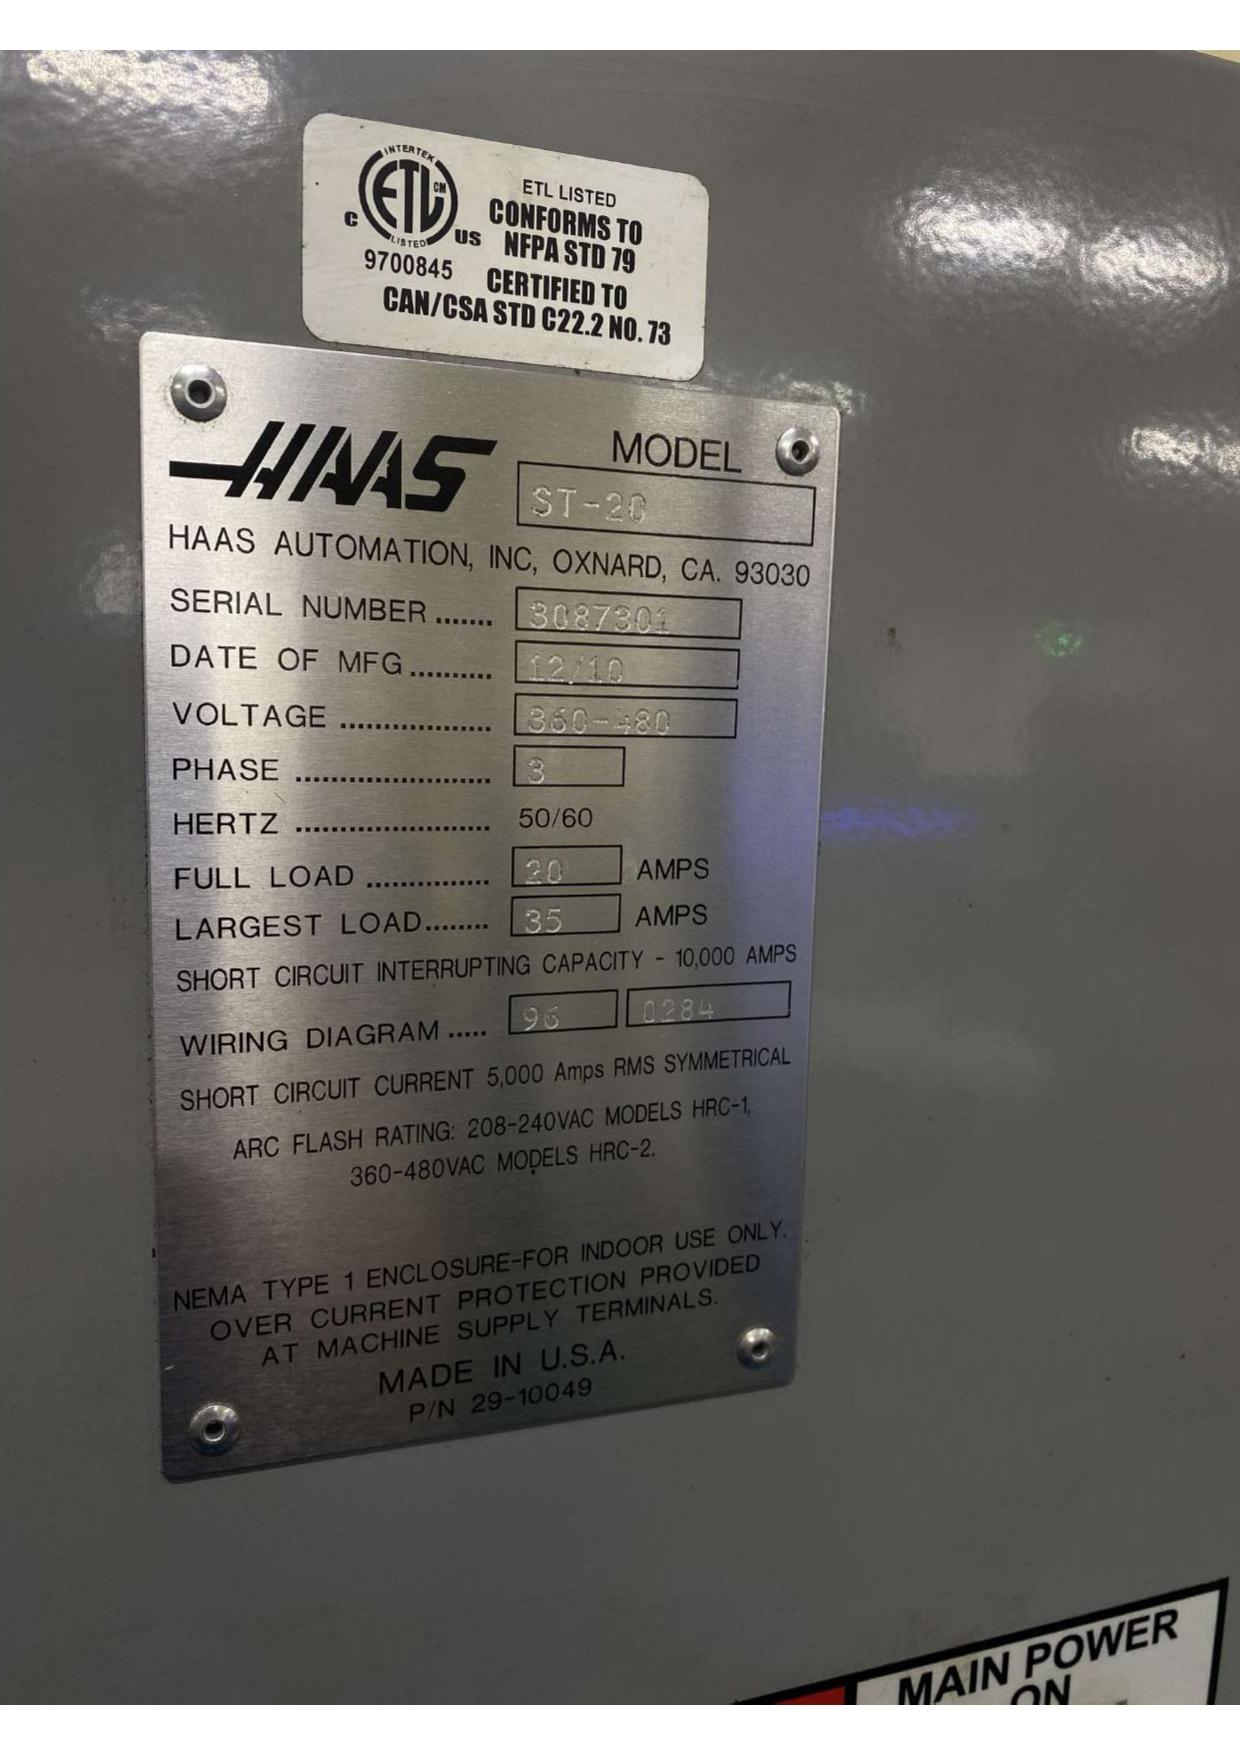 INTERTEK
ETL CM
LISTED
C US
9700845
ETL LISTED
CONFORMS TO
NFPA STD 79
CERTIFIED TO
CAN/CSA STD C22.2 NO. 73
HAAS
MODEL
ST-20
HAAS AUTOMATION, INC, OXNARD, CA. 93030
SERIAL NUMBER ....... 3087301
DATE OF MFG .......... 12/10
VOLTAGE ................. 360-480
PHASE ...................... 3
HERTZ ...................... 50/60
FULL LOAD .............. 20 AMPS
LARGEST LOAD........ 35 AMPS
SHORT CIRCUIT INTERRUPTING CAPACITY - 10,000 AMPS
WIRING DIAGRAM ..... 96 0284
SHORT CIRCUIT CURRENT 5,000 Amps RMS SYMMETRICAL
ARC FLASH RATING: 208-240VAC MODELS HRC-1,
360-480VAC MODELS HRC-2.
NEMA TYPE 1 ENCLOSURE-FOR INDOOR USE ONLY.
OVER CURRENT PROTECTION PROVIDED
AT MACHINE SUPPLY TERMINALS.
MADE IN U.S.A.
P/N 29-10049
MAIN POWER
ON